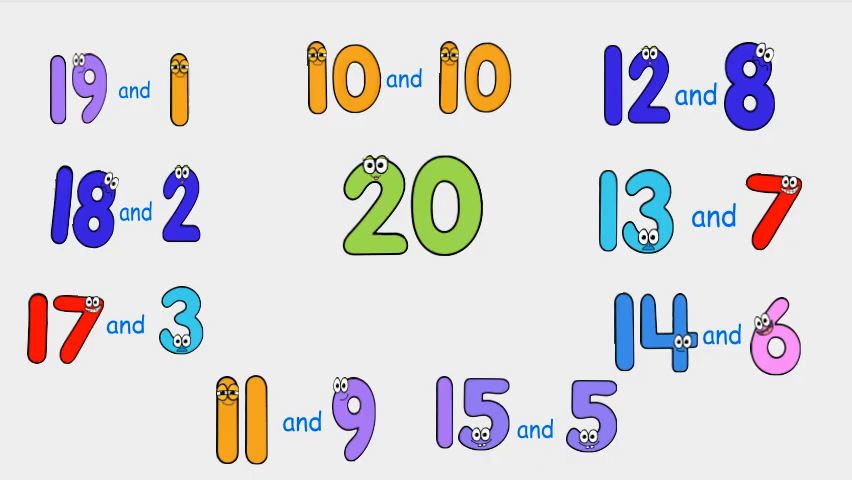 19 and 1
10 and 10
12 and 8
18 and 2
20
13 and 7
17 and 3
14 and 6
11 and 9
15 and 5